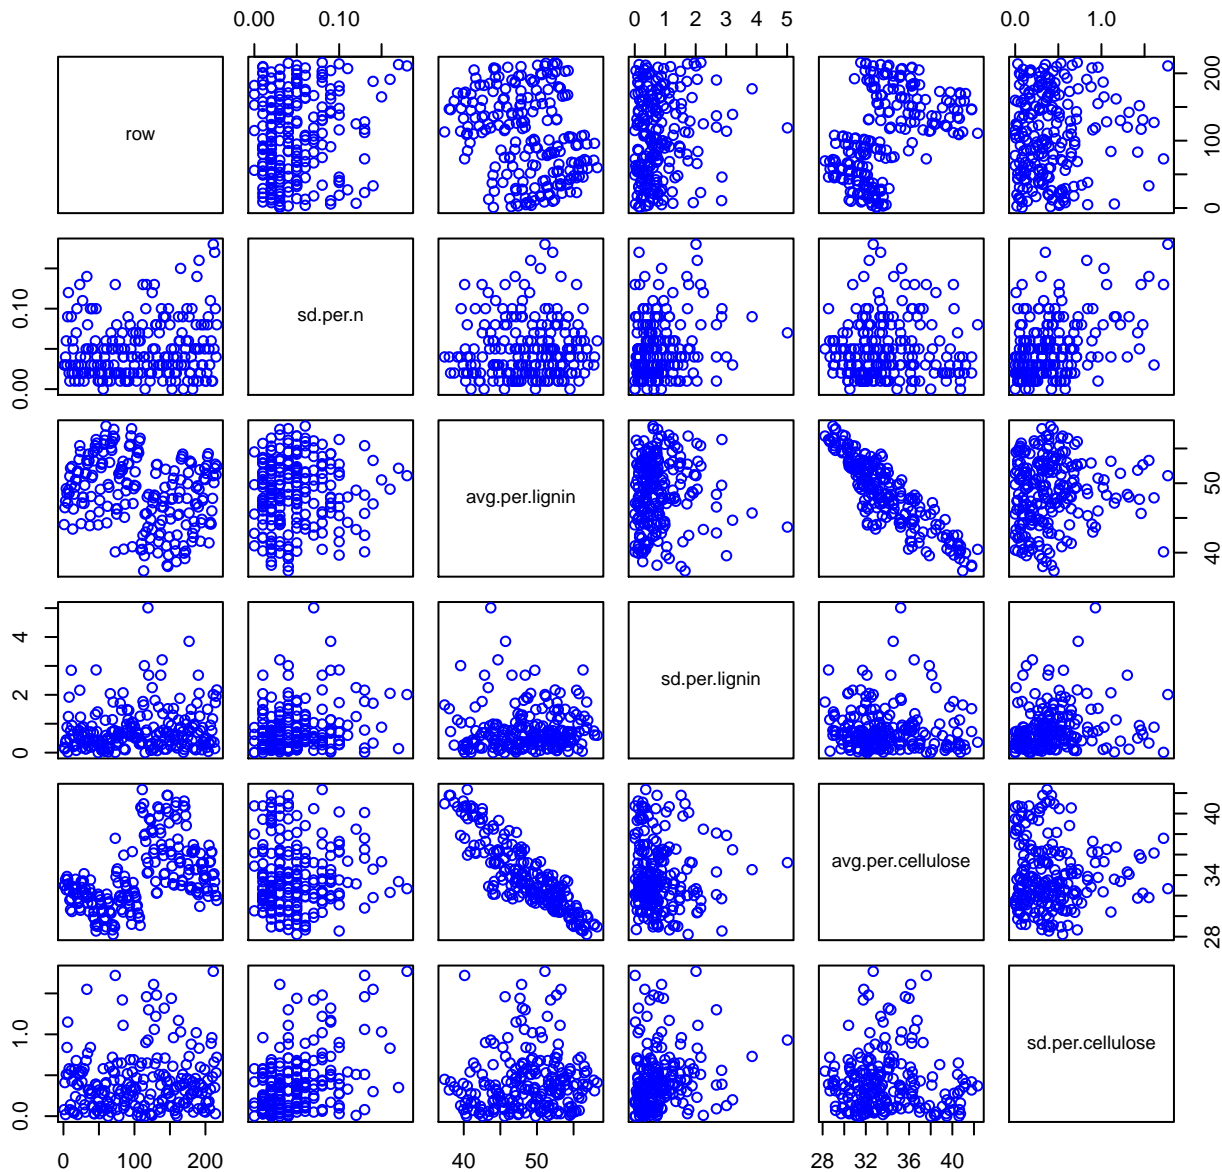 0.00 0.10 0 1 2 3 4 5 0.0 1.0
row 0 100 200
0.00 0.10 sd.per.n
avg.per.lignin 40 50
0 2 4 sd.per.lignin
avg.per.cellulose 28 34 40
0.0 1.0 sd.per.cellulose
0 100 200 40 50 28 32 36 40